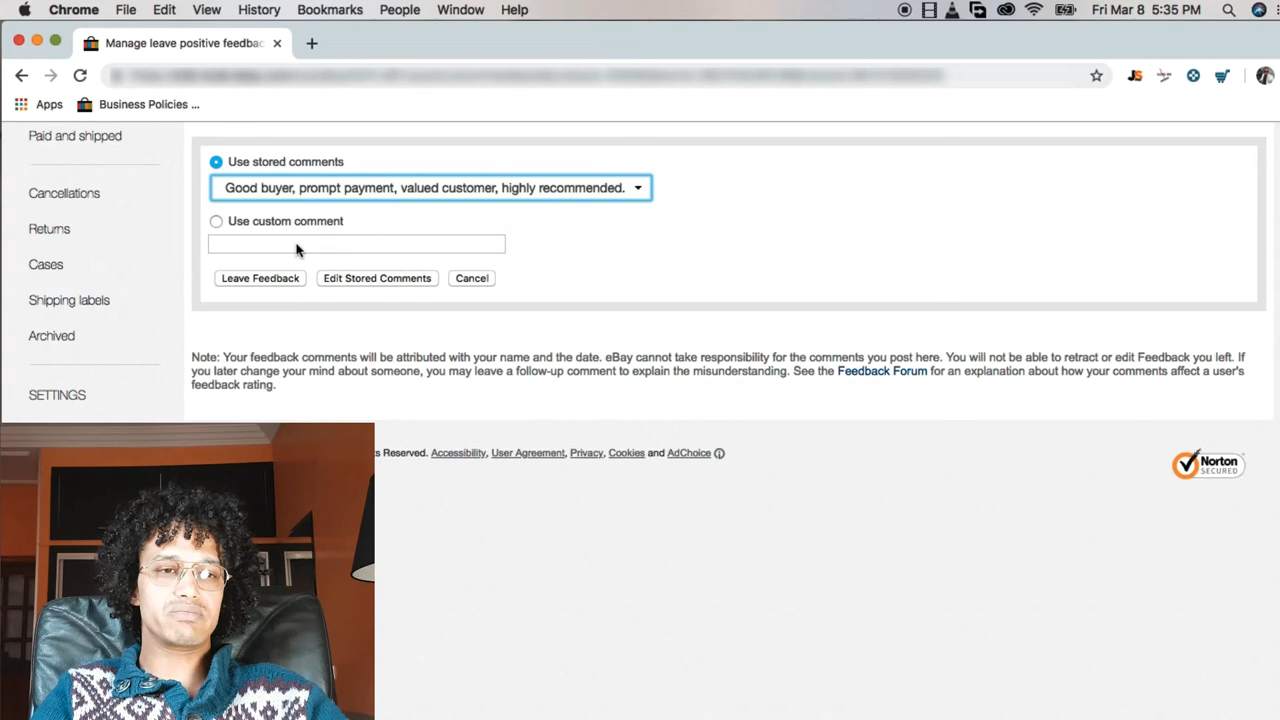 Chrome File Edit View History Bookmarks People Window Help Fri Mar 8 5:35 PM
Manage leave positive feedbac
Apps Business Policies ...
Paid and shipped
Cancellations
Returns
Cases
Shipping labels
Archived
SETTINGS
Use stored comments
Good buyer, prompt payment, valued customer, highly recommended.
Use custom comment
Leave Feedback Edit Stored Comments Cancel
Note: Your feedback comments will be attributed with your name and the date. eBay cannot take responsibility for the comments you post here. You will not be able to retract or edit Feedback you left. If
you later change your mind about someone, you may leave a follow-up comment to explain the misunderstanding. See the Feedback Forum for an explanation about how your comments affect a user's
feedback rating.
s Reserved. Accessibility, User Agreement, Privacy, Cookies and AdChoice
Norton
SECURED